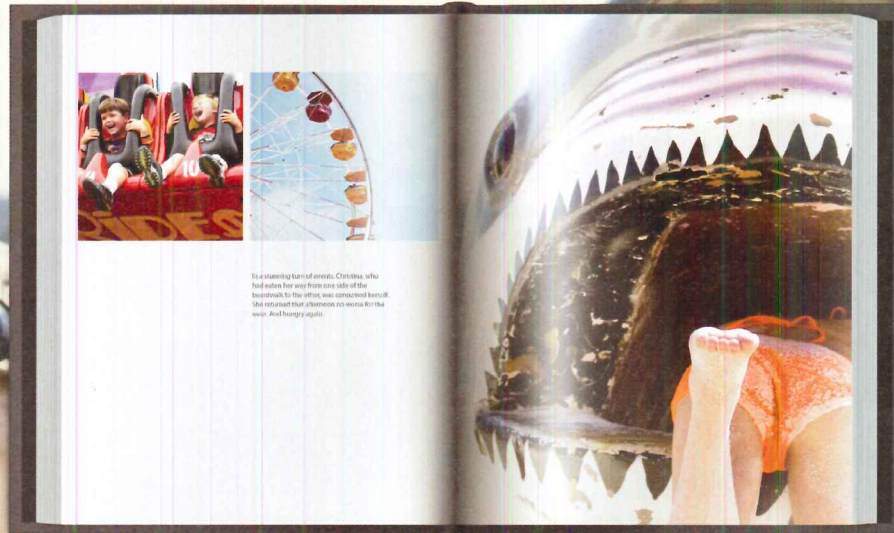 10
RIDES
In a stunning turn of events, Christina, who
had eaten her way from one side of the
boardwalk to the other, was consumed herself.
She returned that afternoon no worse for the
wear. And hungry again.